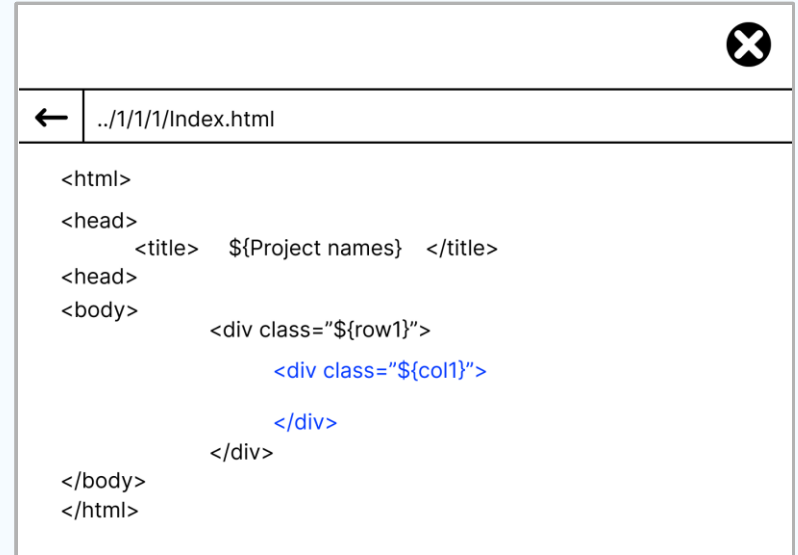 ../1/1/1/Index.html
<html>
<head>
<title> ${Project names} </title>
<head>
<body>
<div class=”${row1}”>
<div class=”${col1}”>
</div>
</div>
</body>
</html>